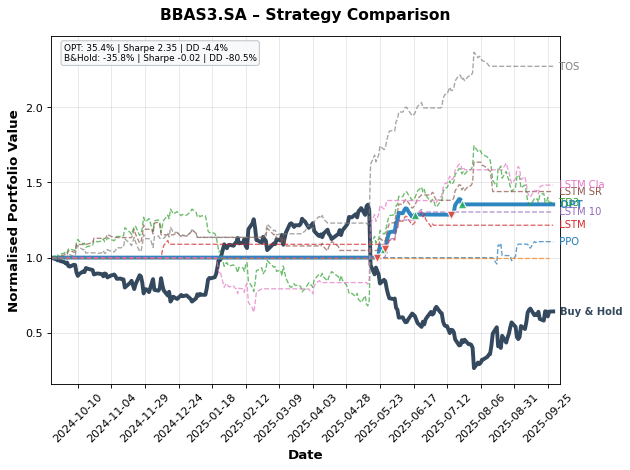 BBAS3.SA – Strategy Comparison
OPT: 35.4% | Sharpe 2.35 | DD -4.4%
B&Hold: -35.8% | Sharpe -0.02 | DD -80.5%
Normalised Portfolio Value
2.0
1.5
1.0
0.5
TOS
LSTM Cla
LSTM SR
LSTM 10
LSTM
PPO
Buy & Hold
2024-10-10
2024-11-04
2024-11-29
2024-12-24
2025-01-18
2025-02-12
2025-03-09
2025-04-03
2025-04-28
2025-05-23
2025-06-17
2025-07-12
2025-08-06
2025-08-31
2025-09-25
Date